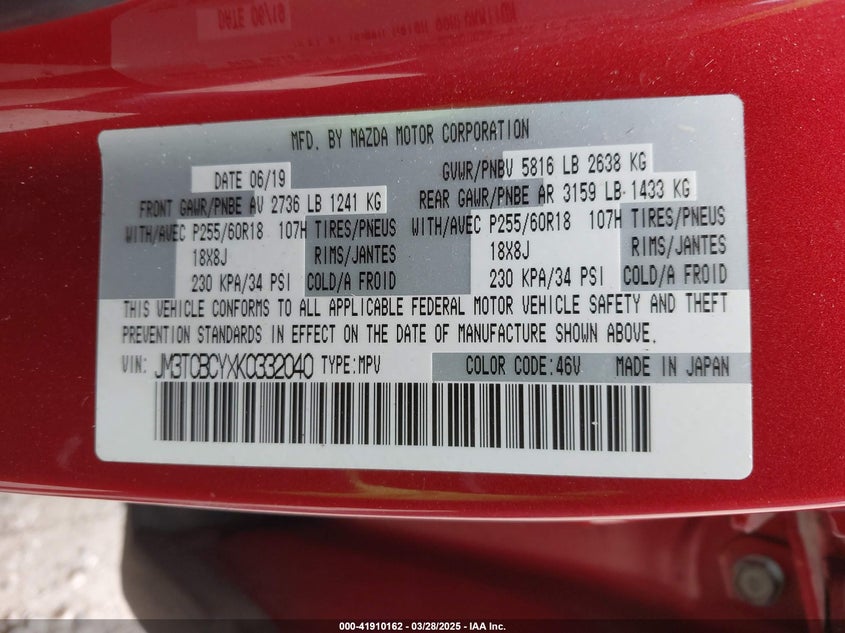 MFD. BY MAZDA MOTOR CORPORATION
DATE 06/19 GVWR/PNBV 5816 LB 2638 KG
FRONT GAWR/PNBE AV 2736 LB 1241 KG REAR GAWR/PNBE AR 3159 LB 1433 KG
WITH/AVEC P255/60R18 107H TIRES/PNEUS WITH/AVEC P255/60R18 107H TIRES/PNEUS
18X8J RIMS/JANTES 18X8J RIMS/JANTES
230 KPA/34 PSI COLD/A FROID 230 KPA/34 PSI COLD/A FROID
THIS VEHICLE CONFORMS TO ALL APPLICABLE FEDERAL MOTOR VEHICLE SAFETY AND THEFT
PREVENTION STANDARDS IN EFFECT ON THE DATE OF MANUFACTURE SHOWN ABOVE.
VIN: JM3TCBCYXK0332040 TYPE:MPV COLOR CODE:46V MADE IN JAPAN
000-41910162 — 03/28/2025 — IAA Inc.